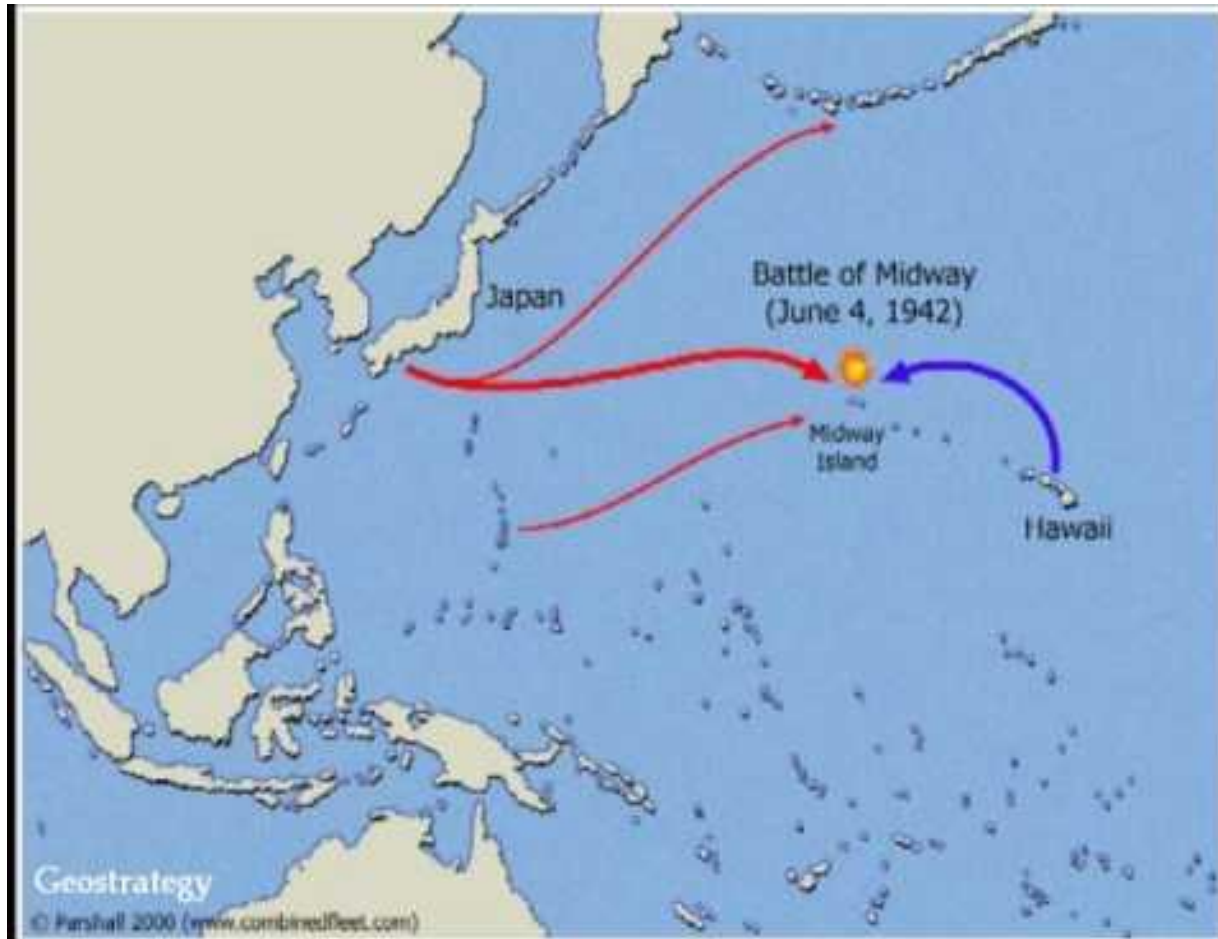 Japan
Battle of Midway
(June 4, 1942)
Midway
Island
Hawaii
Geostrategy
© Parshall 2000 (www.combinedfleet.com)